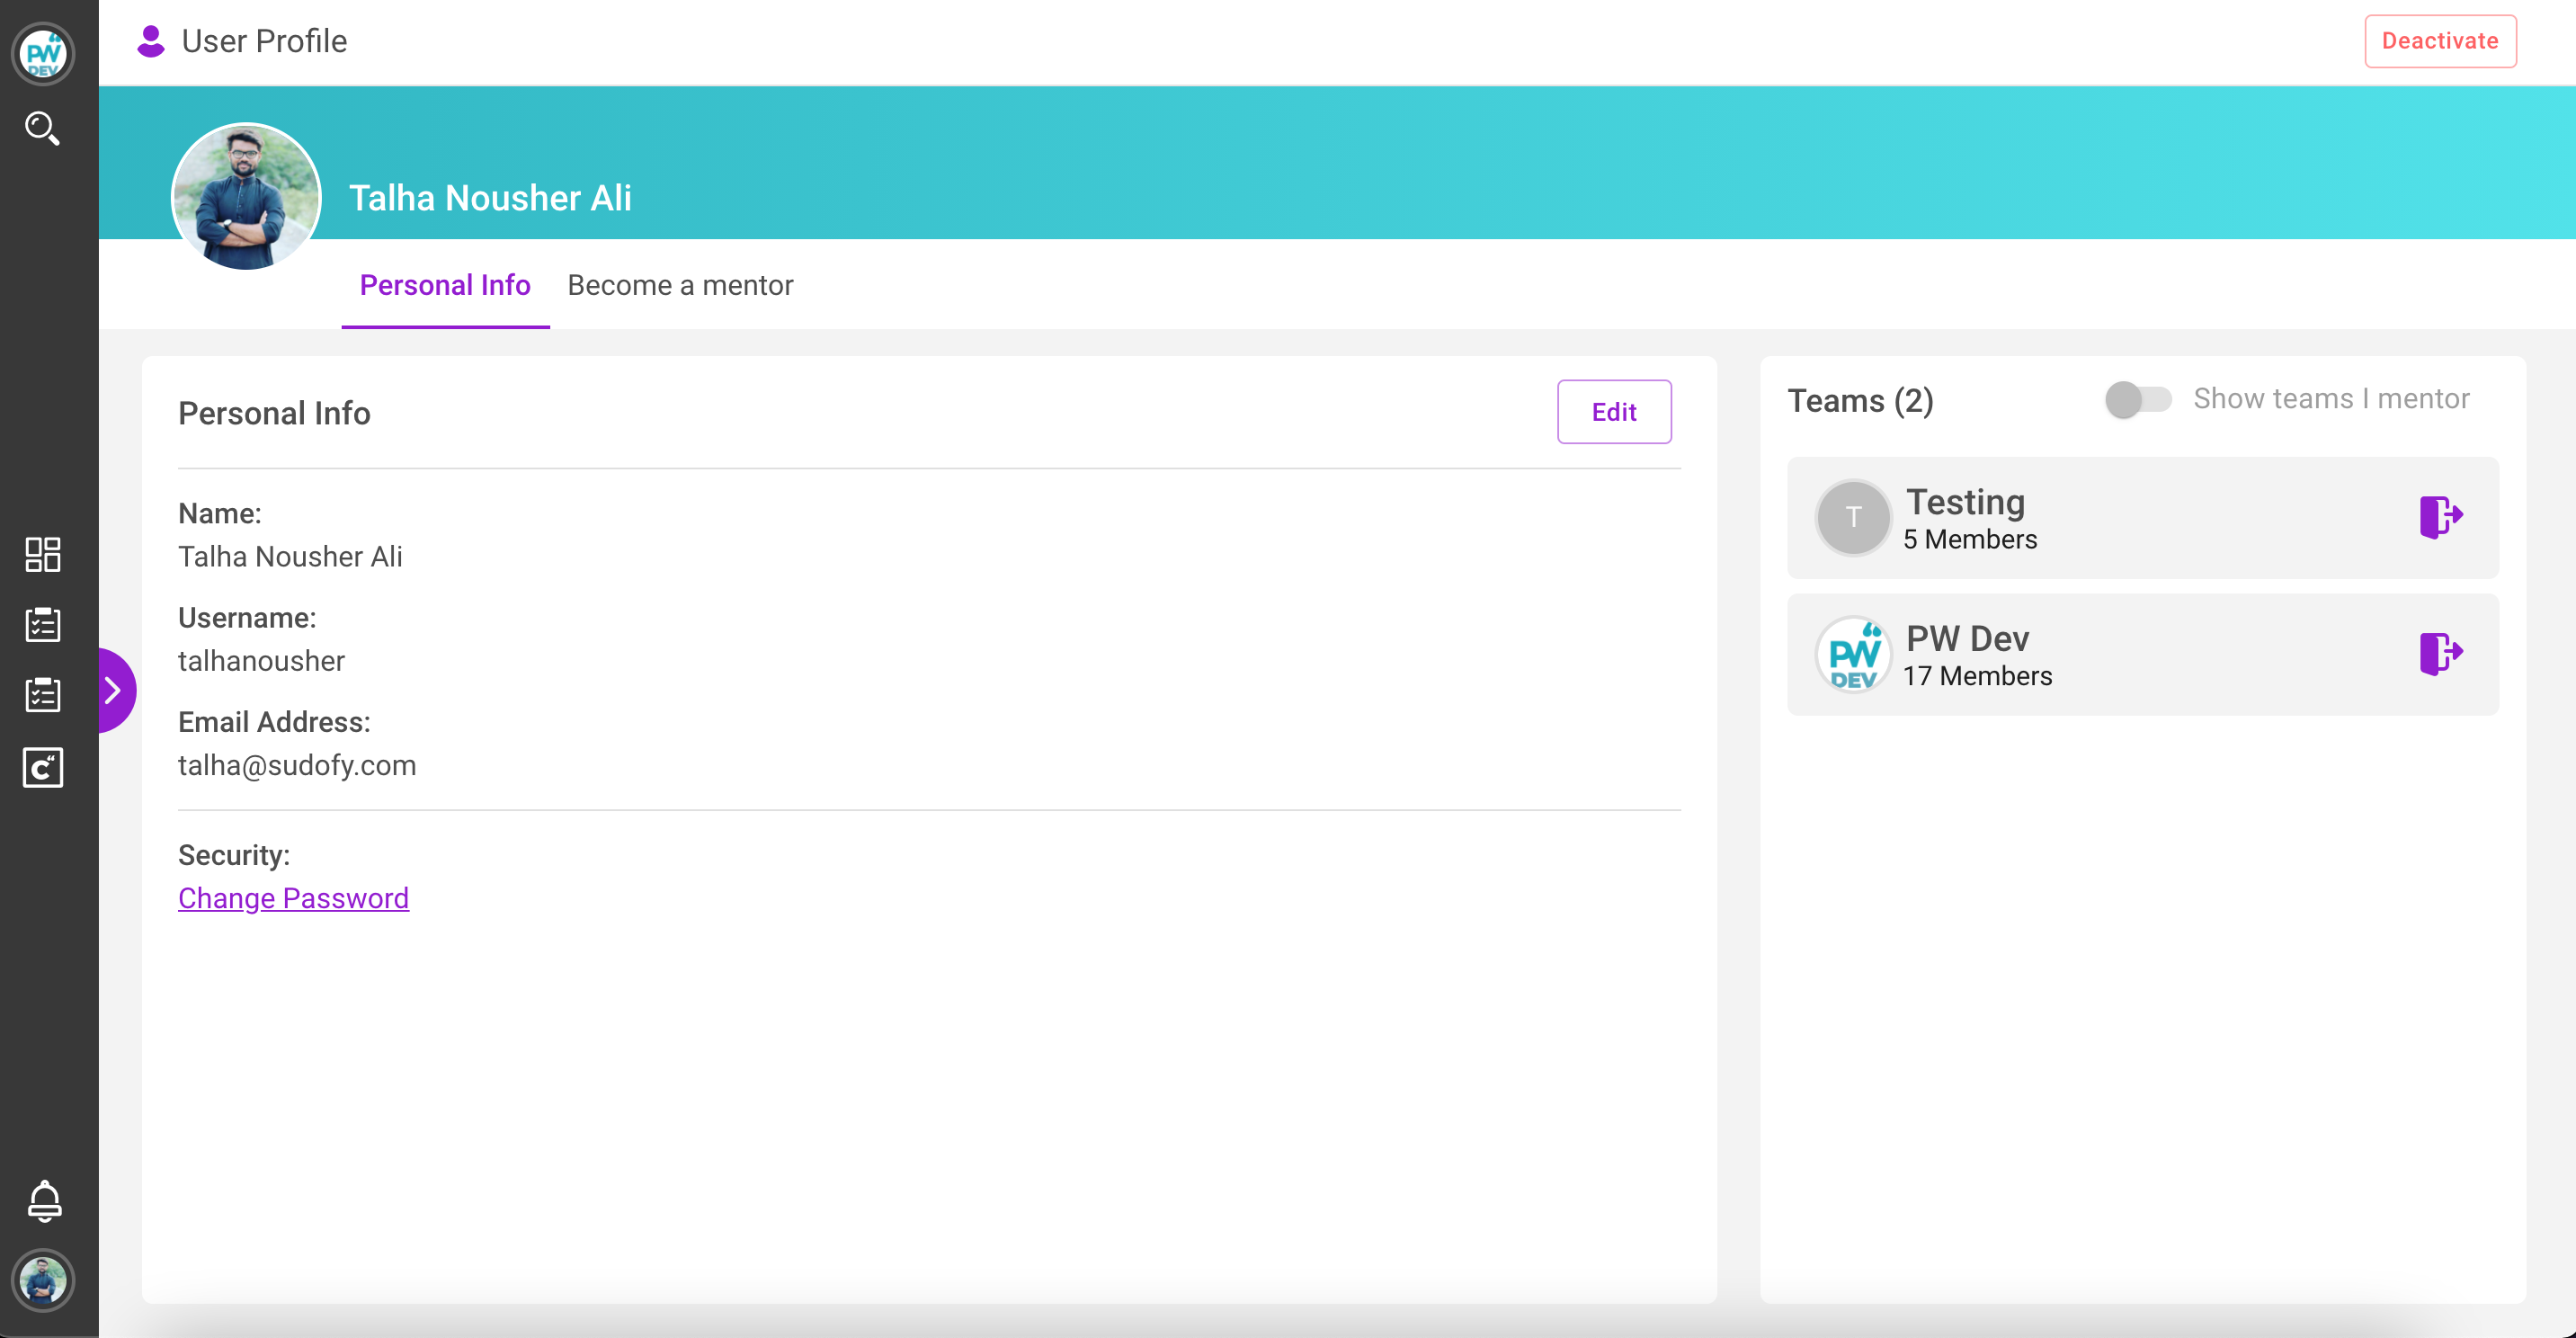 PW
DEV
User Profile
Deactivate
Talha Nousher Ali
Personal Info
Become a mentor
Personal Info
Edit
Name:
Talha Nousher Ali
Username:
talhanousher
Email Address:
talha@sudofy.com
Security:
Change Password
Teams (2)
Show teams I mentor
T
Testing
5 Members
PW
DEV
PW Dev
17 Members
C